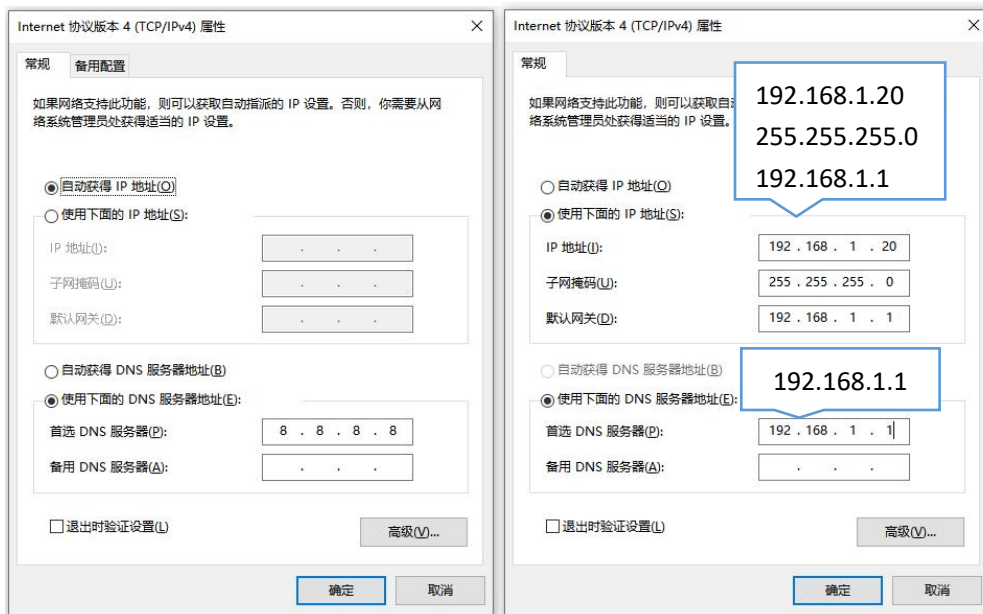 Internet 协议版本 4 (TCP/IPv4) 属性
常规
备用配置
如果网络支持此功能，则可以获取自动指派的 IP 设置。否则，你需要从网
络系统管理员处获得适当的 IP 设置。
自动获得 IP 地址(O)
使用下面的 IP 地址(S):
IP 地址(I):
. . .
子网掩码(U):
. . .
默认网关(D):
. . .
自动获得 DNS 服务器地址(B)
使用下面的 DNS 服务器地址(E):
首选 DNS 服务器(P):
8 . 8 . 8 . 8
备用 DNS 服务器(A):
. . .
退出时验证设置(L)
高级(V)...
确定
取消
Internet 协议版本 4 (TCP/IPv4) 属性
常规
如果网络支持此功能，则可以获取自
络系统管理员处获得适当的 IP 设置。
192.168.1.20
255.255.255.0
192.168.1.1
自动获得 IP 地址(O)
使用下面的 IP 地址(S):
IP 地址(I):
192 . 168 . 1 . 20
子网掩码(U):
255 . 255 . 255 . 0
默认网关(D):
192 . 168 . 1 . 1
自动获得 DNS 服务器地址(B)
192.168.1.1
使用下面的 DNS 服务器地址(E):
首选 DNS 服务器(P):
192 . 168 . 1 . 1
备用 DNS 服务器(A):
. . .
退出时验证设置(L)
高级(V)...
确定
取消